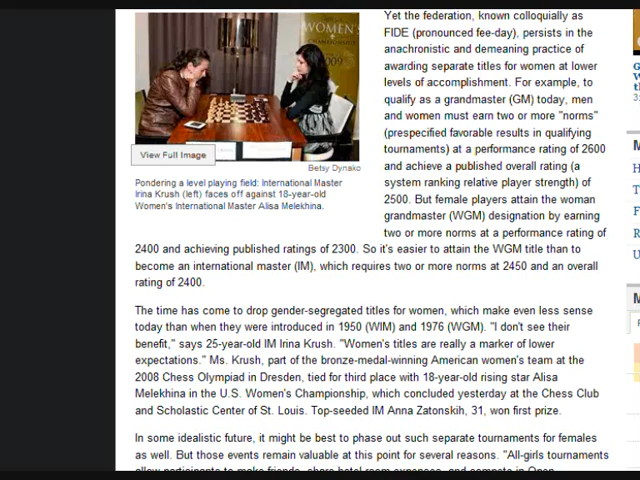 Yet the federation, known colloquially as
FIDE (pronounced fee-day), persists in the
anachronistic and demeaning practice of
awarding separate titles for women at lower
levels of accomplishment. For example, to
qualify as a grandmaster (GM) today, men
and women must earn two or more "norms"
(prespecified favorable results in qualifying
tournaments) at a performance rating of 2600
and achieve a published overall rating (a
system ranking relative player strength) of
2500. But female players attain the woman
grandmaster (WGM) designation by earning
two or more norms at a performance rating of
WOMEN'S
CHAMPIONSHIP
2009
View Full Image
Betsy Dynako
Pondering a level playing field: International Master
Irina Krush (left) faces off against 18-year-old
Women's International Master Alisa Melekhina.
2400 and achieving published ratings of 2300. So it's easier to attain the WGM title than to
become an international master (IM), which requires two or more norms at 2450 and an overall
rating of 2400.
The time has come to drop gender-segregated titles for women, which make even less sense
today than when they were introduced in 1950 (WIM) and 1976 (WGM). "I don't see their
benefit," says 25-year-old IM Irina Krush. "Women's titles are really a marker of lower
expectations." Ms. Krush, part of the bronze-medal-winning American women's team at the
2008 Chess Olympiad in Dresden, tied for third place with 18-year-old rising star Alisa
Melekhina in the U.S. Women's Championship, which concluded yesterday at the Chess Club
and Scholastic Center of St. Louis. Top-seeded IM Anna Zatonskih, 31, won first prize.
In some idealistic future, it might be best to phase out such separate tournaments for females
as well. But those events remain valuable at this point for several reasons. "All-girls tournaments
allow participants to make friends, share hotel room expenses, and compete in Open